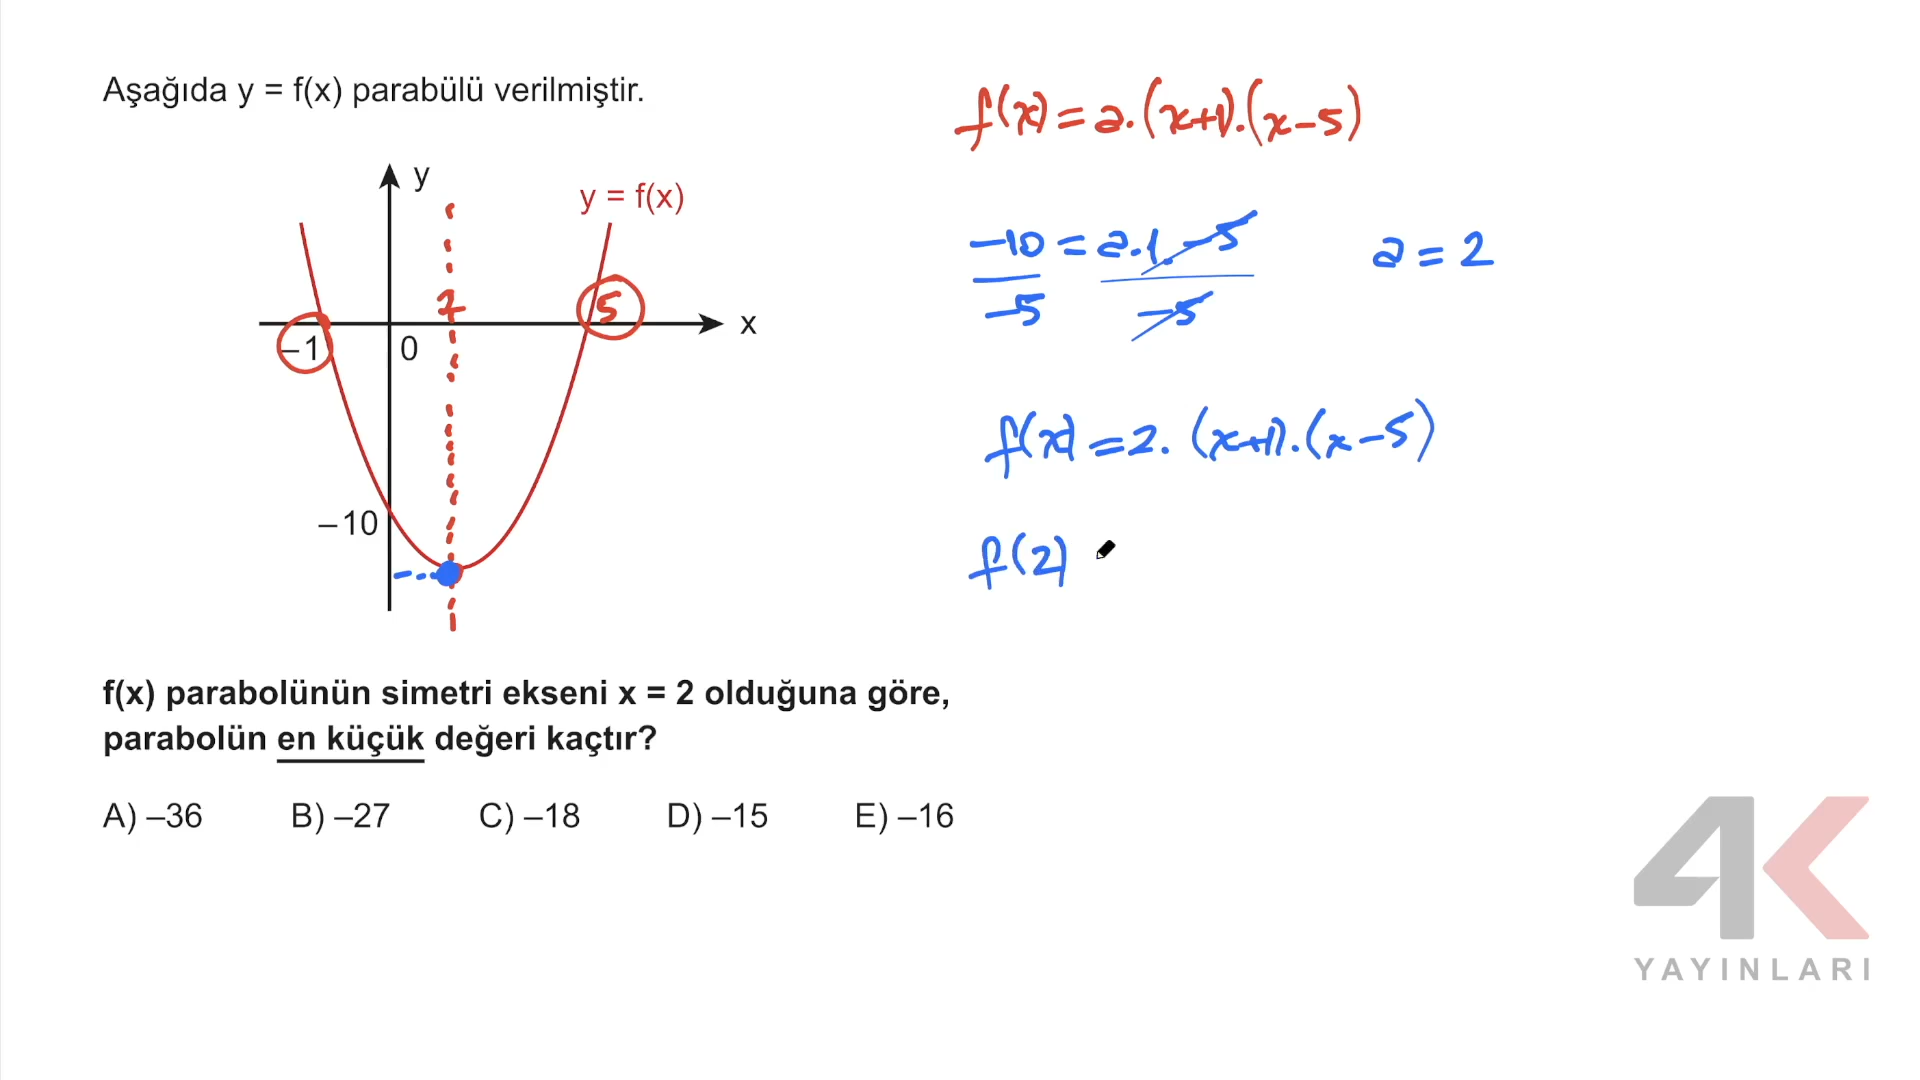 Aşağıda y = f(x) parabülü verilmiştir.
y
y = f(x)
2
5
x
–1
0
–10
f(x) parabolünün simetri ekseni x = 2 olduğuna göre,
parabolün en küçük değeri kaçtır?
A) –36 B) –27 C) –18 D) –15 E) –16
f(x) = a.(x+1).(x–5)
–10 = a.1.–5
–5 –5
a = 2
f(x) = 2.(x+1).(x–5)
f(2)
4K
YAYINLARI